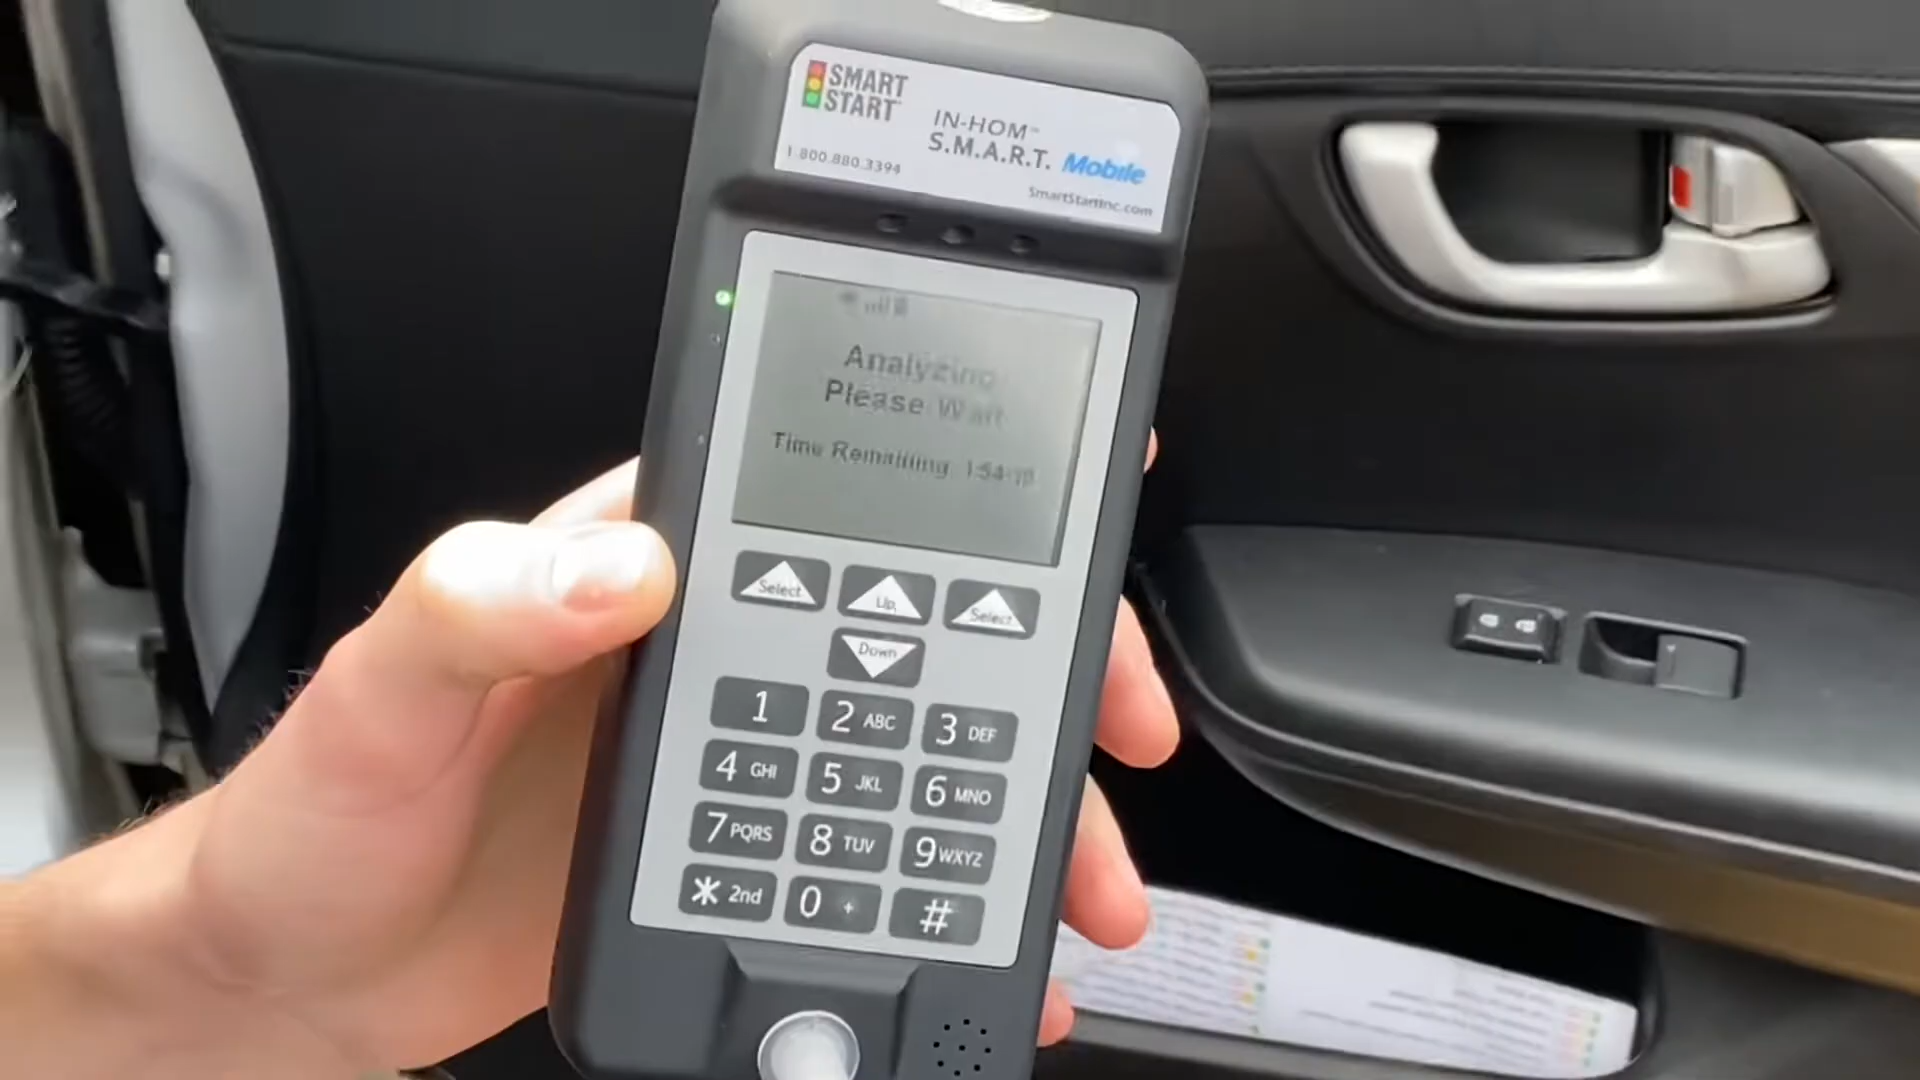 SMART
START
IN-HOM™
S.M.A.R.T. Mobile
1.800.880.3394
SmartStartInc.com
Analyzing
Please Wait
Time Remaining
Select
Up
Select
Down
1
2 ABC
3 DEF
4 GHI
5 JKL
6 MNO
7 PQRS
8 TUV
9 WXYZ
* 2nd
0 +
#